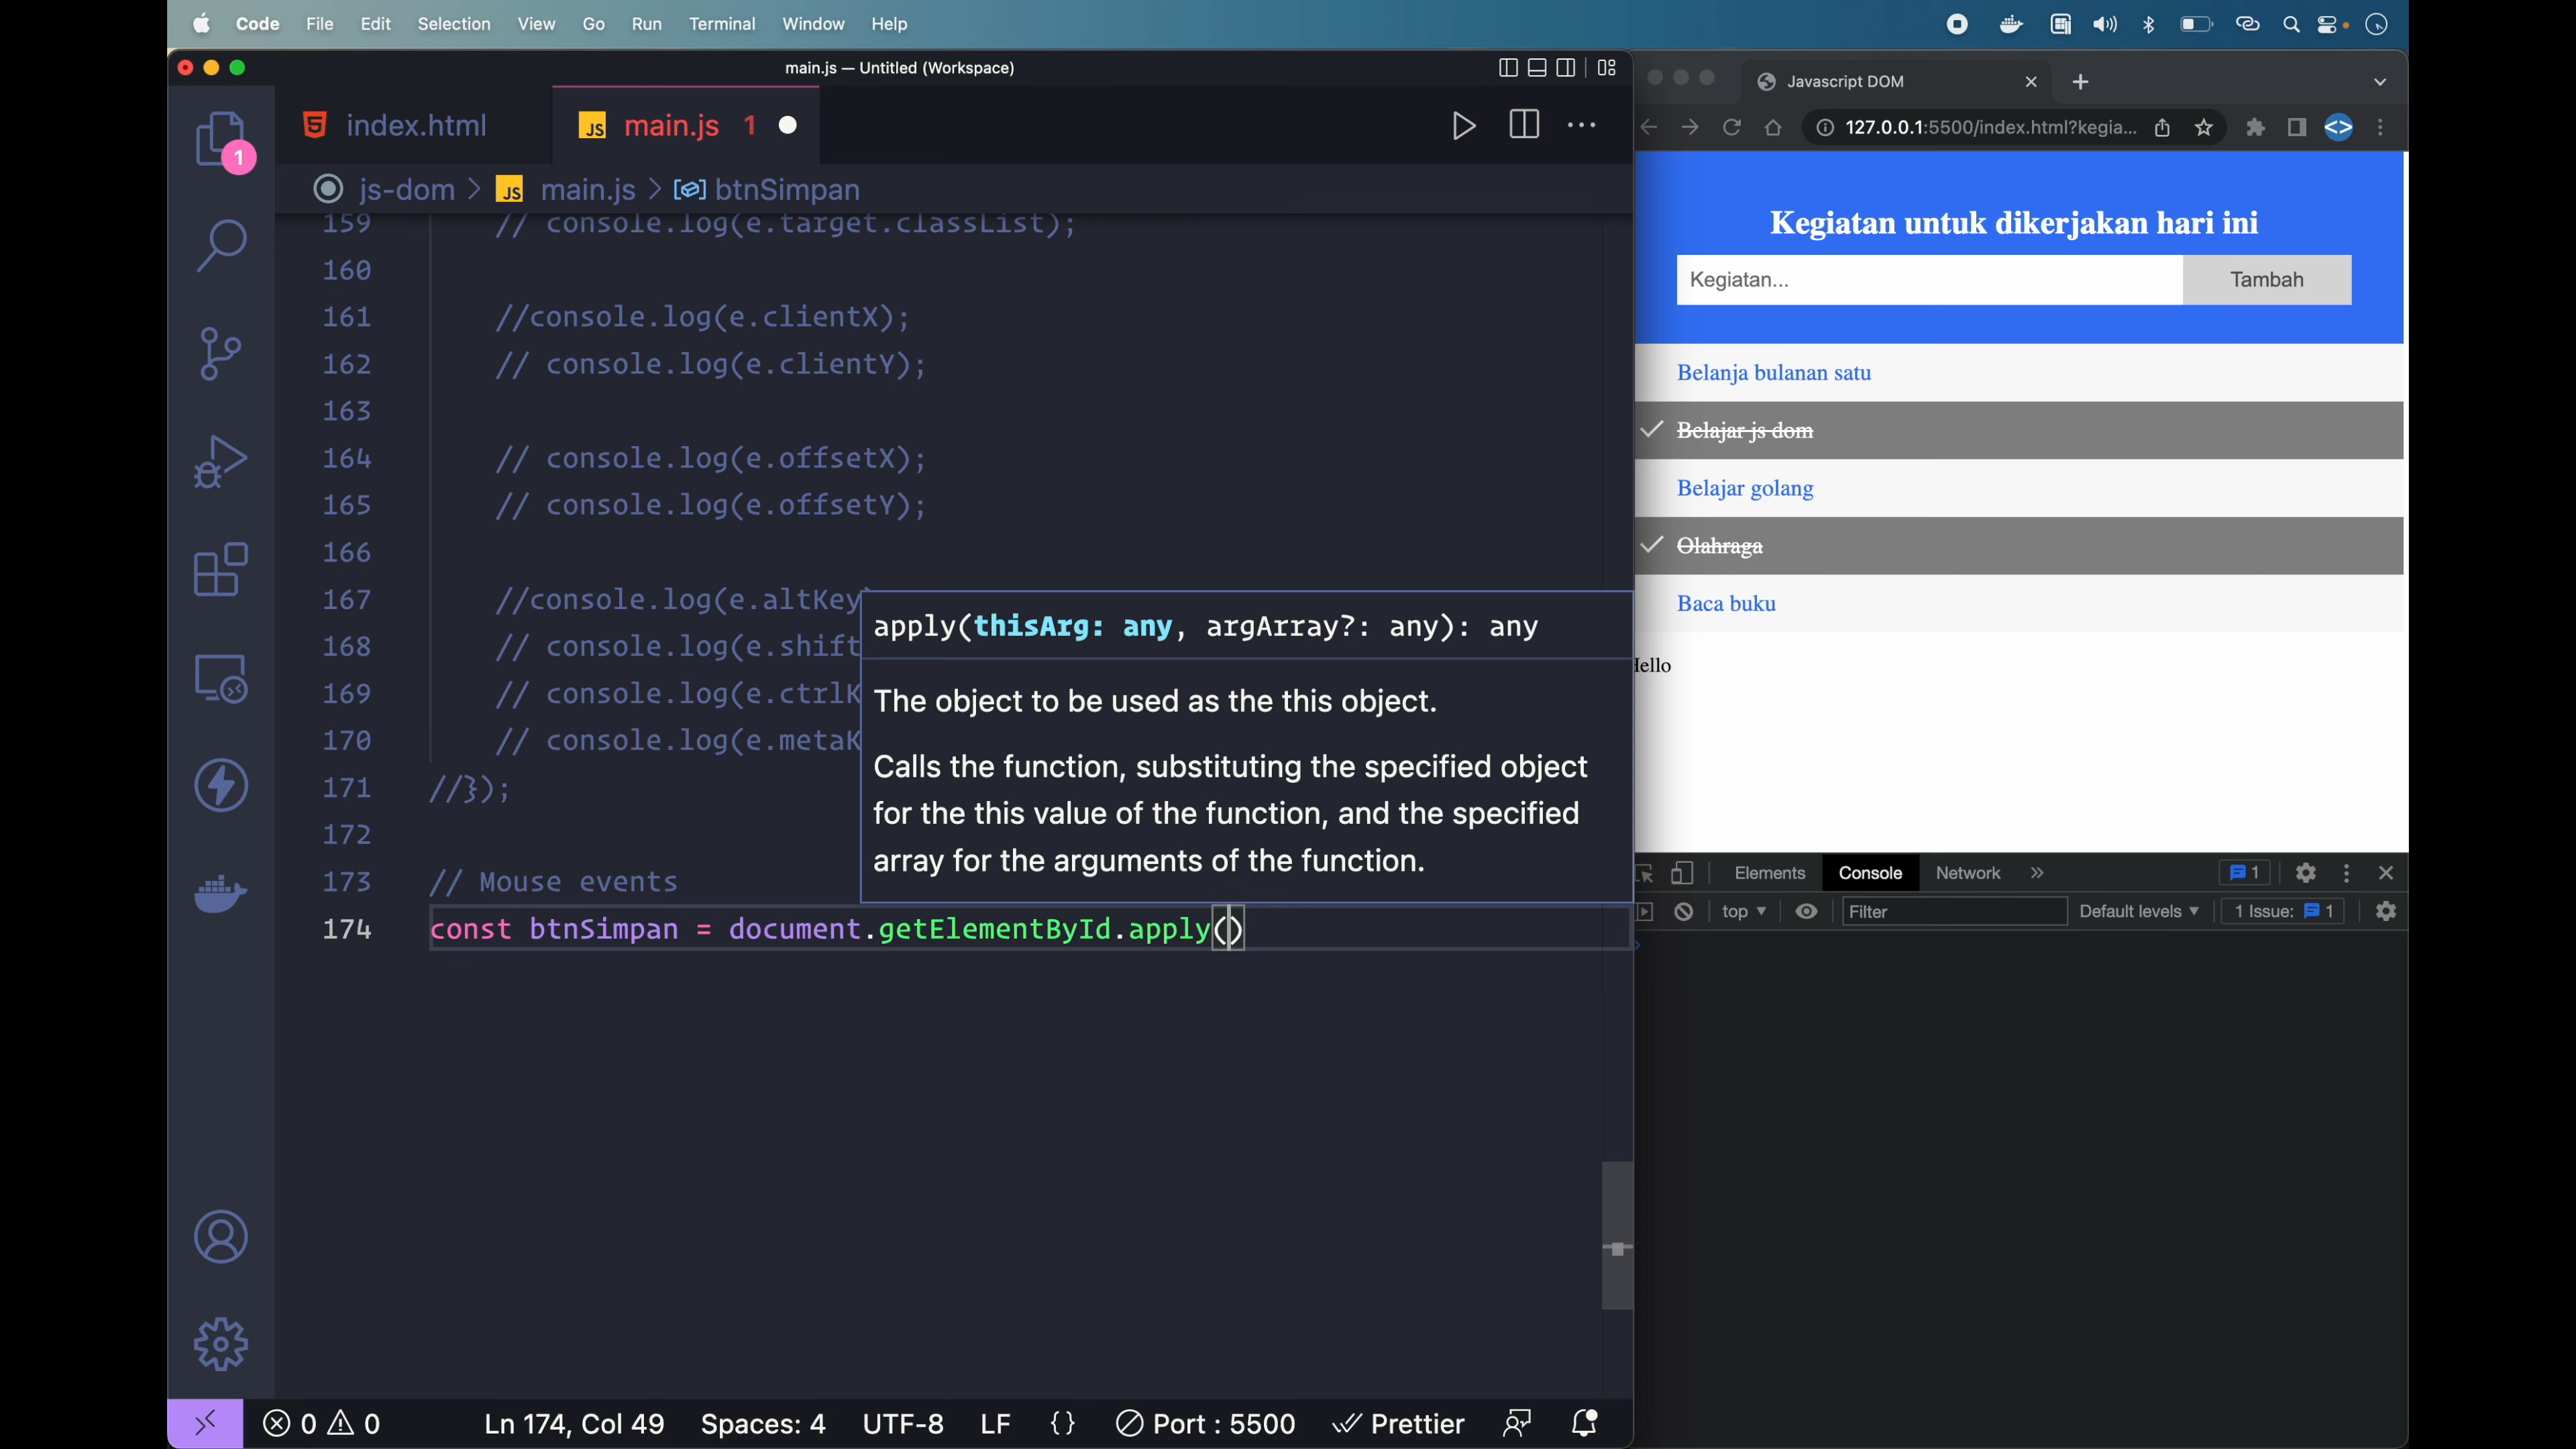 Code File Edit Selection View Go Run Terminal Window Help
main.js — Untitled (Workspace)
index.html
JS main.js 1
1
js-dom > JS main.js > btnSimpan
159 // console.log(e.target.classList);
160
161 //console.log(e.clientX);
162 // console.log(e.clientY);
163
164 // console.log(e.offsetX);
165 // console.log(e.offsetY);
166
167 //console.log(e.altKey)
168 // console.log(e.shift
169 // console.log(e.ctrlK
170 // console.log(e.metaK
171 //});
172
173 // Mouse events
174 const btnSimpan = document.getElementById.apply()
apply(thisArg: any, argArray?: any): any
The object to be used as the this object.
Calls the function, substituting the specified object
for the this value of the function, and the specified
array for the arguments of the function.
0 0 Ln 174, Col 49 Spaces: 4 UTF-8 LF {} Port : 5500 Prettier
Javascript DOM
127.0.0.1:5500/index.html?kegia...
Kegiatan untuk dikerjakan hari ini
Kegiatan... Tambah
Belanja bulanan satu
Belajar js dom
Belajar golang
Olahraga
Baca buku
Hello
Elements Console Network » 1
top Filter Default levels 1 Issue: 1